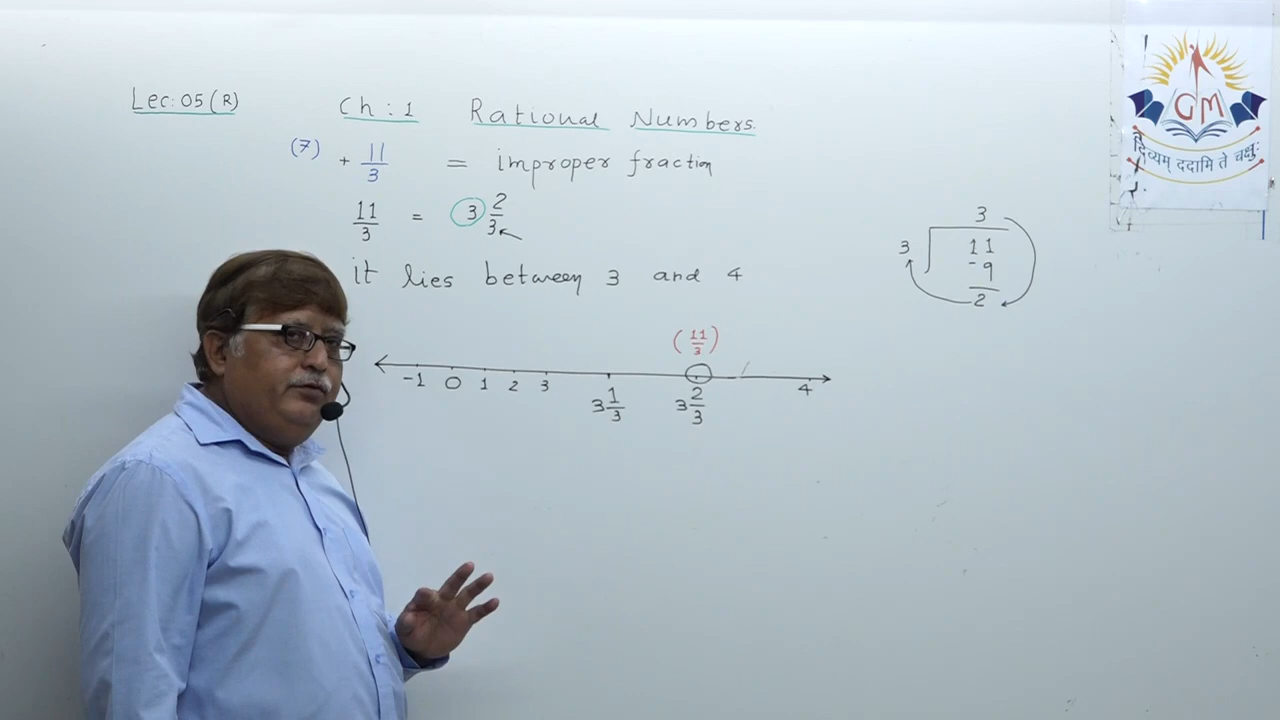 Lec: 05 (R)
Ch : 1 Rational Numbers.
(7) + 11/3 = improper fraction
11/3 = 3 2/3
it lies between 3 and 4
(11/3)
-1 0 1 2 3 3 1/3 3 2/3 4
3
3 11
-9
2
GM
दिव्यम् ददामि ते चक्षुः